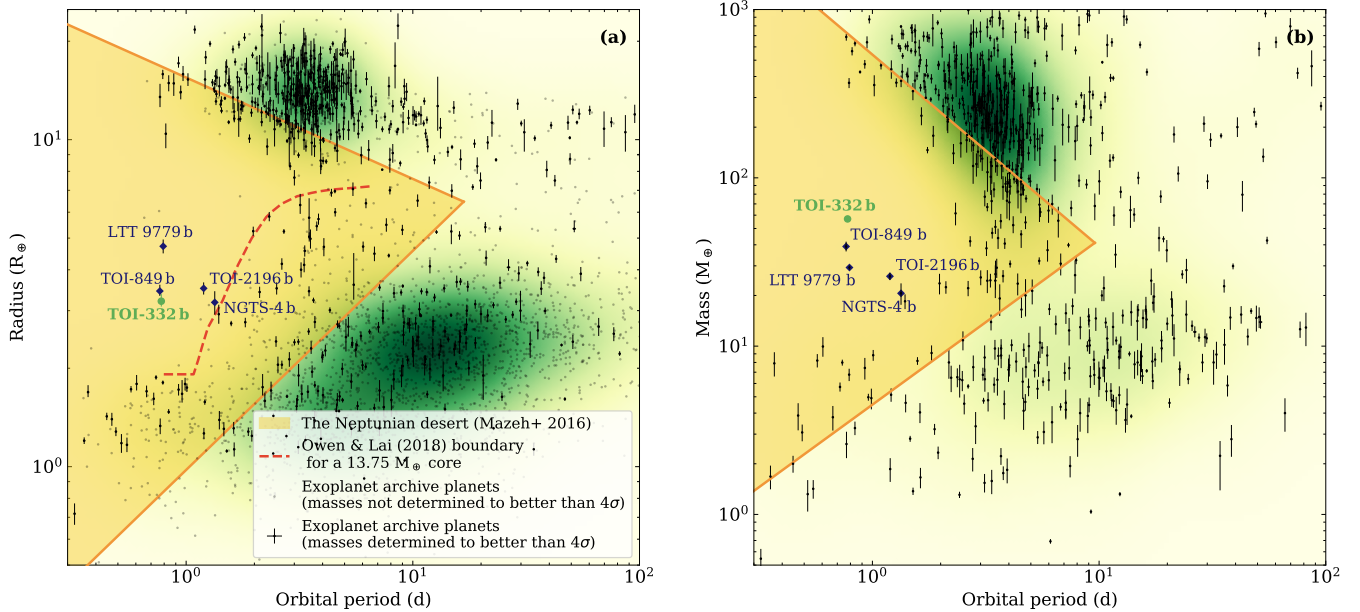 (a)
10¹
10⁰
Radius (R⊕)
LTT 9779 b
TOI-849 b
TOI-2196 b
TOI-332 b
NGTS-4 b
The Neptunian desert (Mazeh+ 2016)
Owen & Lai (2018) boundary
for a 13.75 M⊕ core
Exoplanet archive planets
(masses not determined to better than 4σ)
Exoplanet archive planets
(masses determined to better than 4σ)
10⁰
10¹
10²
Orbital period (d)
(b)
10³
10²
10¹
10⁰
Mass (M⊕)
TOI-332 b
TOI-849 b
TOI-2196 b
LTT 9779 b
NGTS-4 b
10⁰
10¹
10²
Orbital period (d)